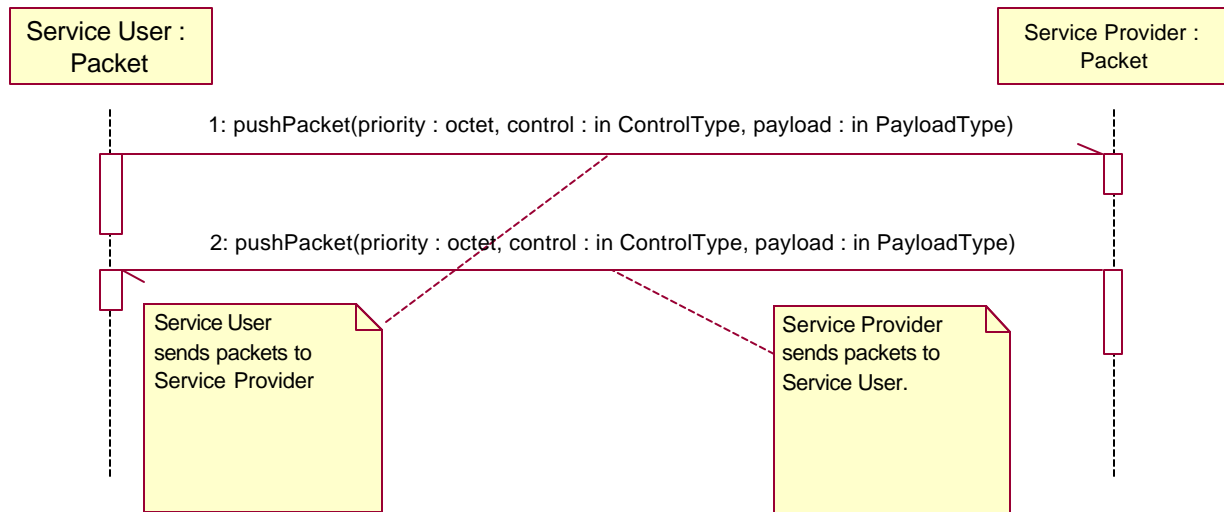 Service User :
Packet
Service Provider :
Packet
1: pushPacket(priority : octet, control : in ControlType, payload : in PayloadType)
2: pushPacket(priority : octet, control : in ControlType, payload : in PayloadType)
Service User
sends packets to
Service Provider
Service Provider
sends packets to
Service User.